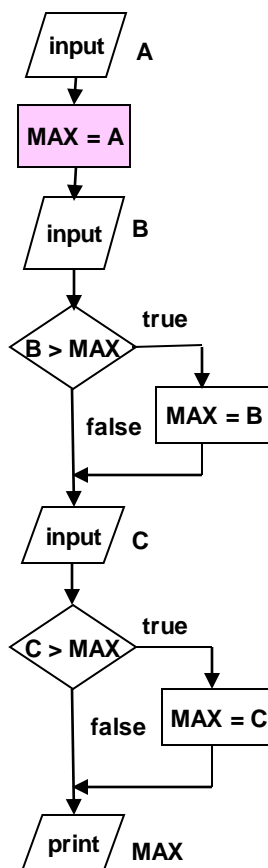 input A
MAX = A
input B
B > MAX true
false MAX = B
input C
C > MAX true
false MAX = C
print MAX